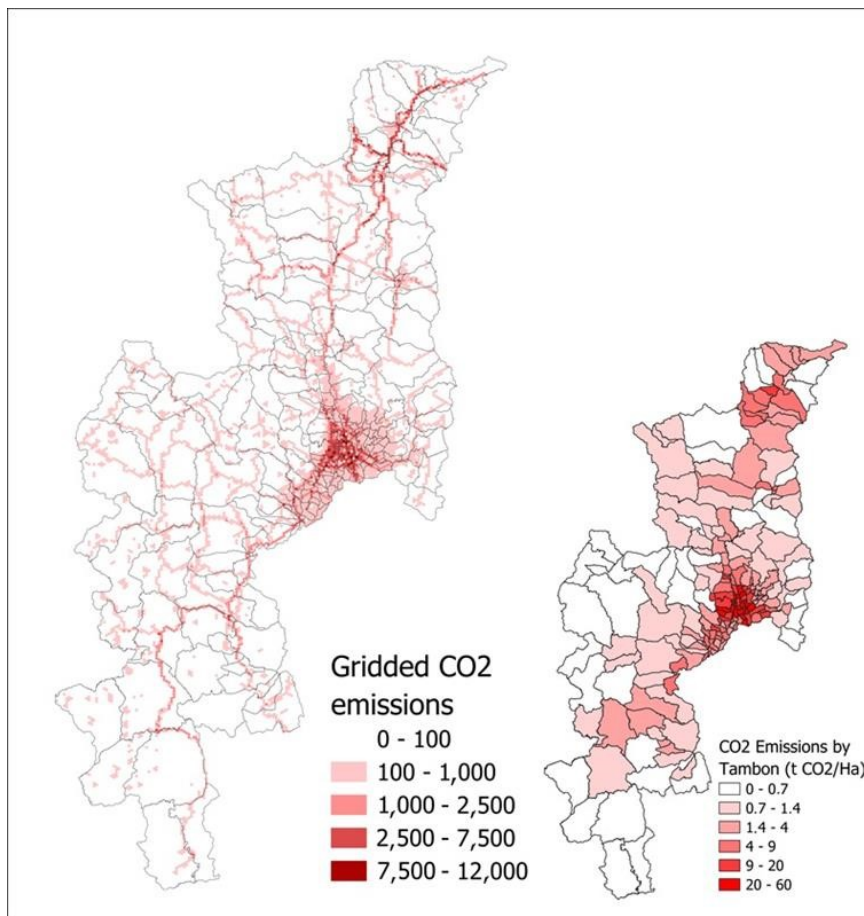 Gridded CO2
emissions
0 - 100
100 - 1,000
1,000 - 2,500
2,500 - 7,500
7,500 - 12,000
CO2 Emissions by
Tambon (t CO2/Ha)
0 - 0.7
0.7 - 1.4
1.4 - 4
4 - 9
9 - 20
20 - 60